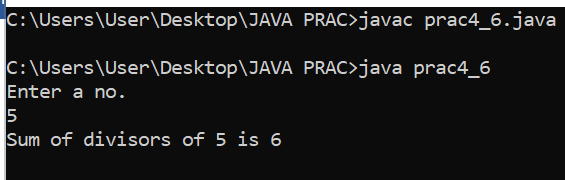 C:\Users\User\Desktop\JAVA PRAC>javac prac4_6.java
C:\Users\User\Desktop\JAVA PRAC>java prac4_6
Enter a no.
5
Sum of divisors of 5 is 6